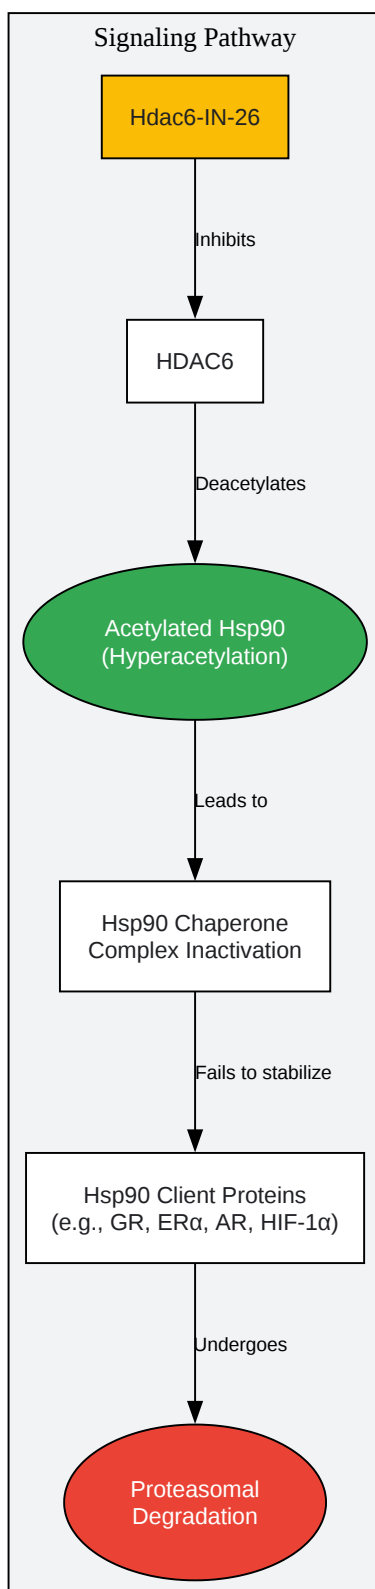 Signaling Pathway
Hdac6-IN-26
Inhibits
HDAC6
Deacetylates
Acetylated Hsp90
(Hyperacetylation)
Leads to
Hsp90 Chaperone
Complex Inactivation
Fails to stabilize
Hsp90 Client Proteins
(e.g., GR, ERα, AR, HIF-1α)
Undergoes
Proteasomal
Degradation